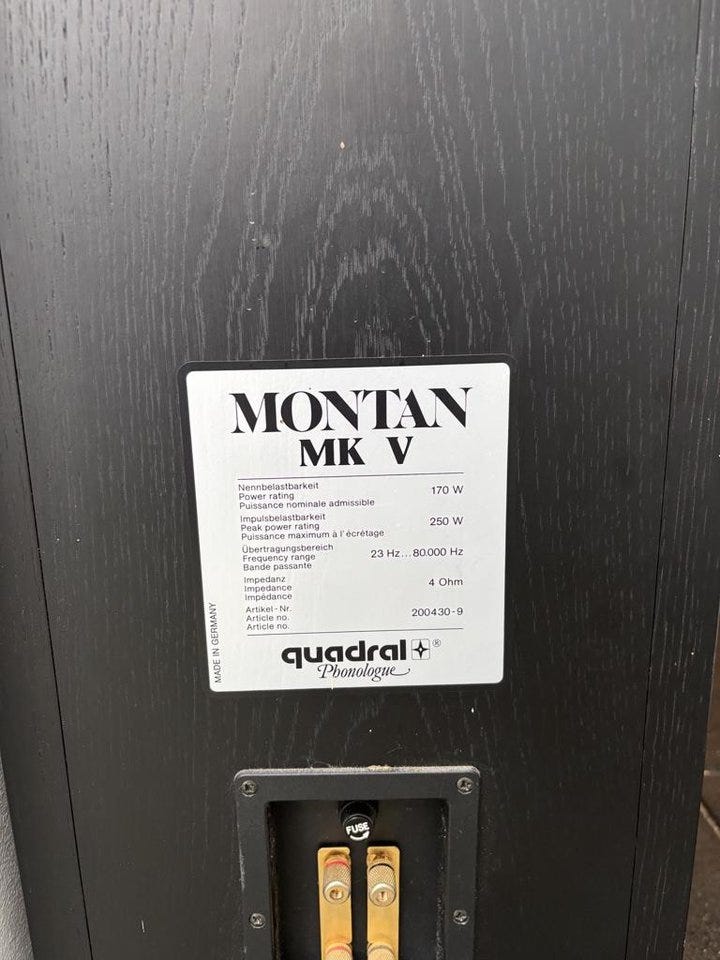 MONTAN
MK V
Nennbelastbarkeit
Power rating 170 W
Puissance nominale admissible
Impulsbelastbarkeit
Peak power rating 250 W
Puissance maximum à l'écrétage
Übertragungsbereich
Frequency range 23 Hz...80.000 Hz
Bande passante
Impedanz
Impedance 4 Ohm
Impédance
Artikel-Nr.
Article no. 200430-9
Article no.
MADE IN GERMANY
quadral ®
Phonologue
FUSE